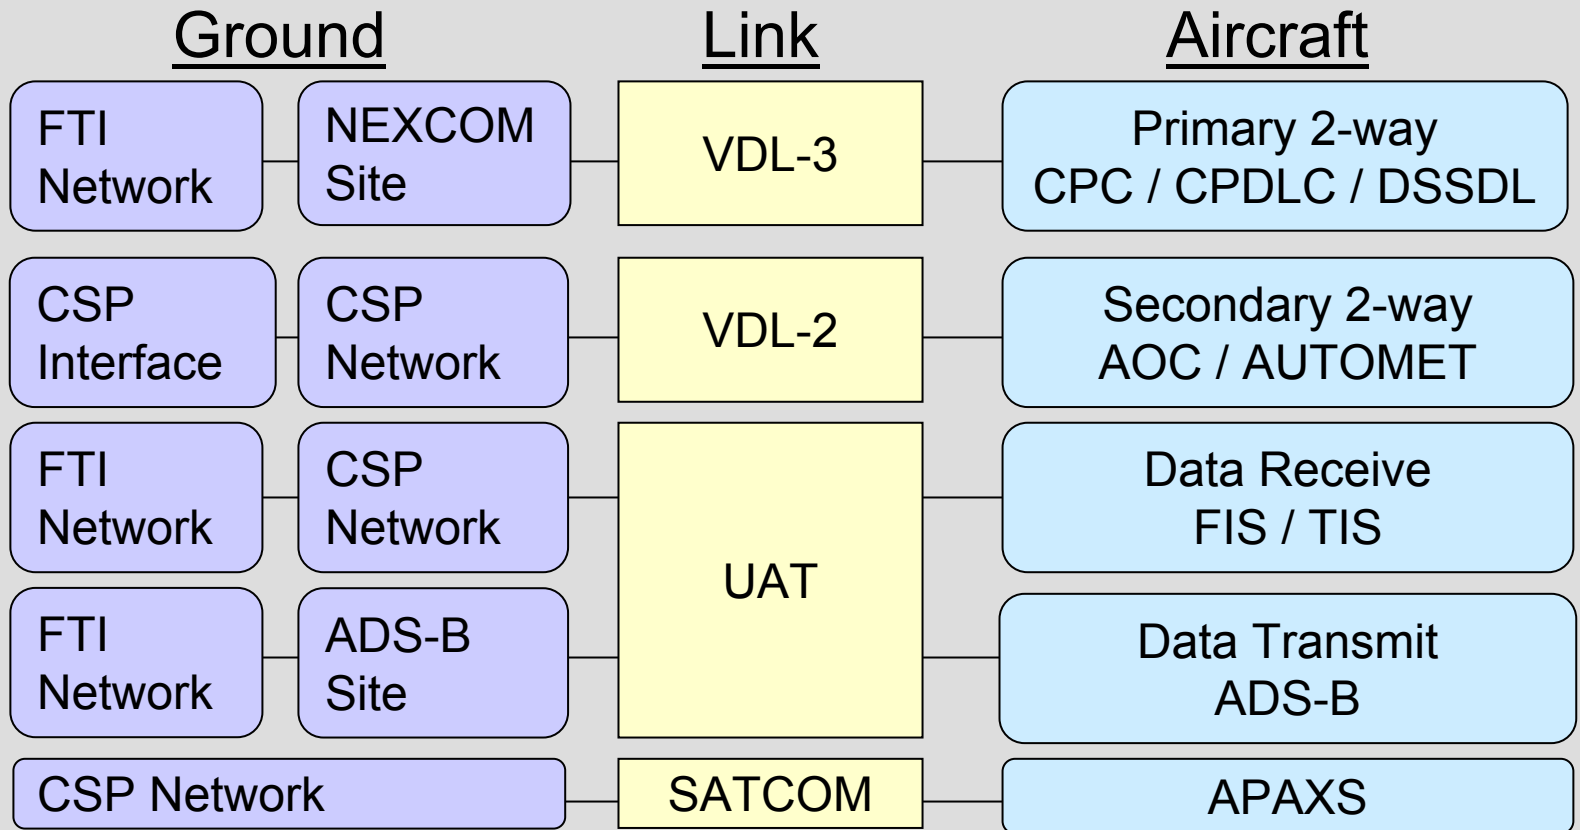 Ground
Link
Aircraft
FTI
Network
NEXCOM
Site
VDL-3
Primary 2-way
CPC / CPDLC / DSSDL
CSP
Interface
CSP
Network
VDL-2
Secondary 2-way
AOC / AUTOMET
FTI
Network
CSP
Network
UAT
Data Receive
FIS / TIS
FTI
Network
ADS-B
Site
Data Transmit
ADS-B
CSP Network
SATCOM
APAXS